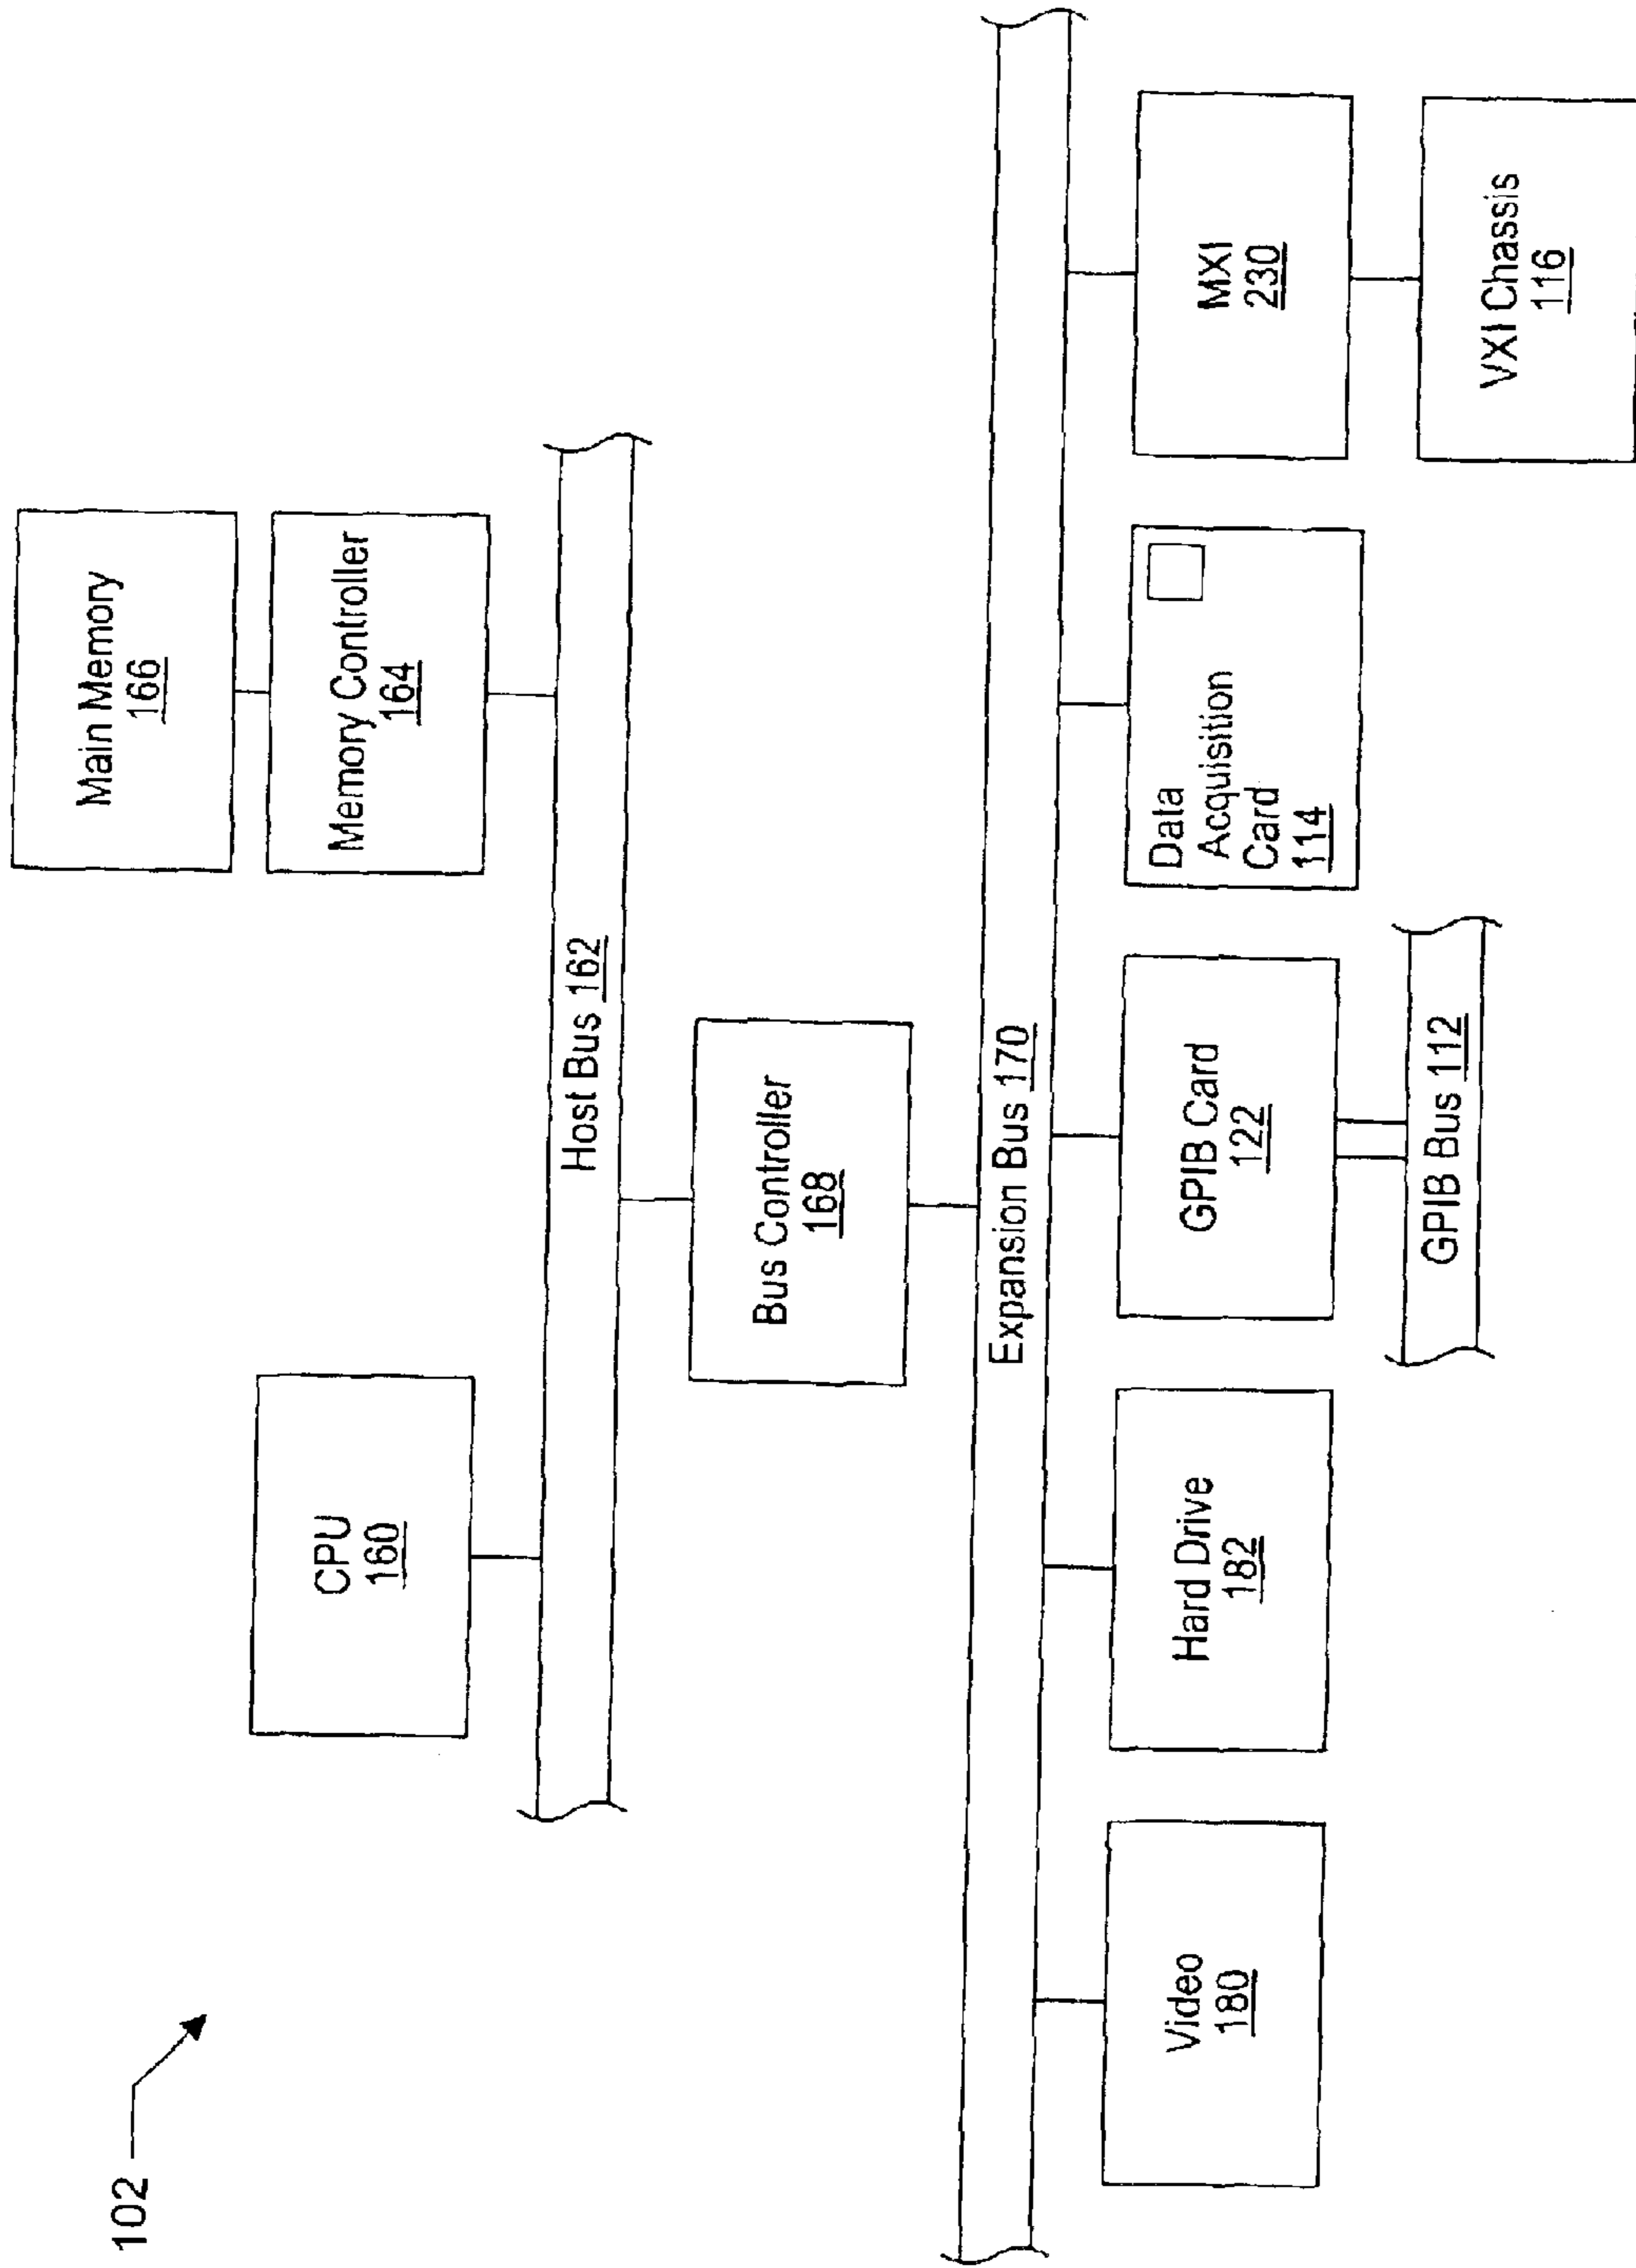 102
Main Memory
166
CPU
160
Memory Controller
164
Host Bus 162
Bus Controller
168
Expansion Bus 170
Video
180
Hard Drive
182
GPIB Card
122
Data
Acquisition
Card
114
MXI
230
GPIB Bus 112
VXI Chassis
116